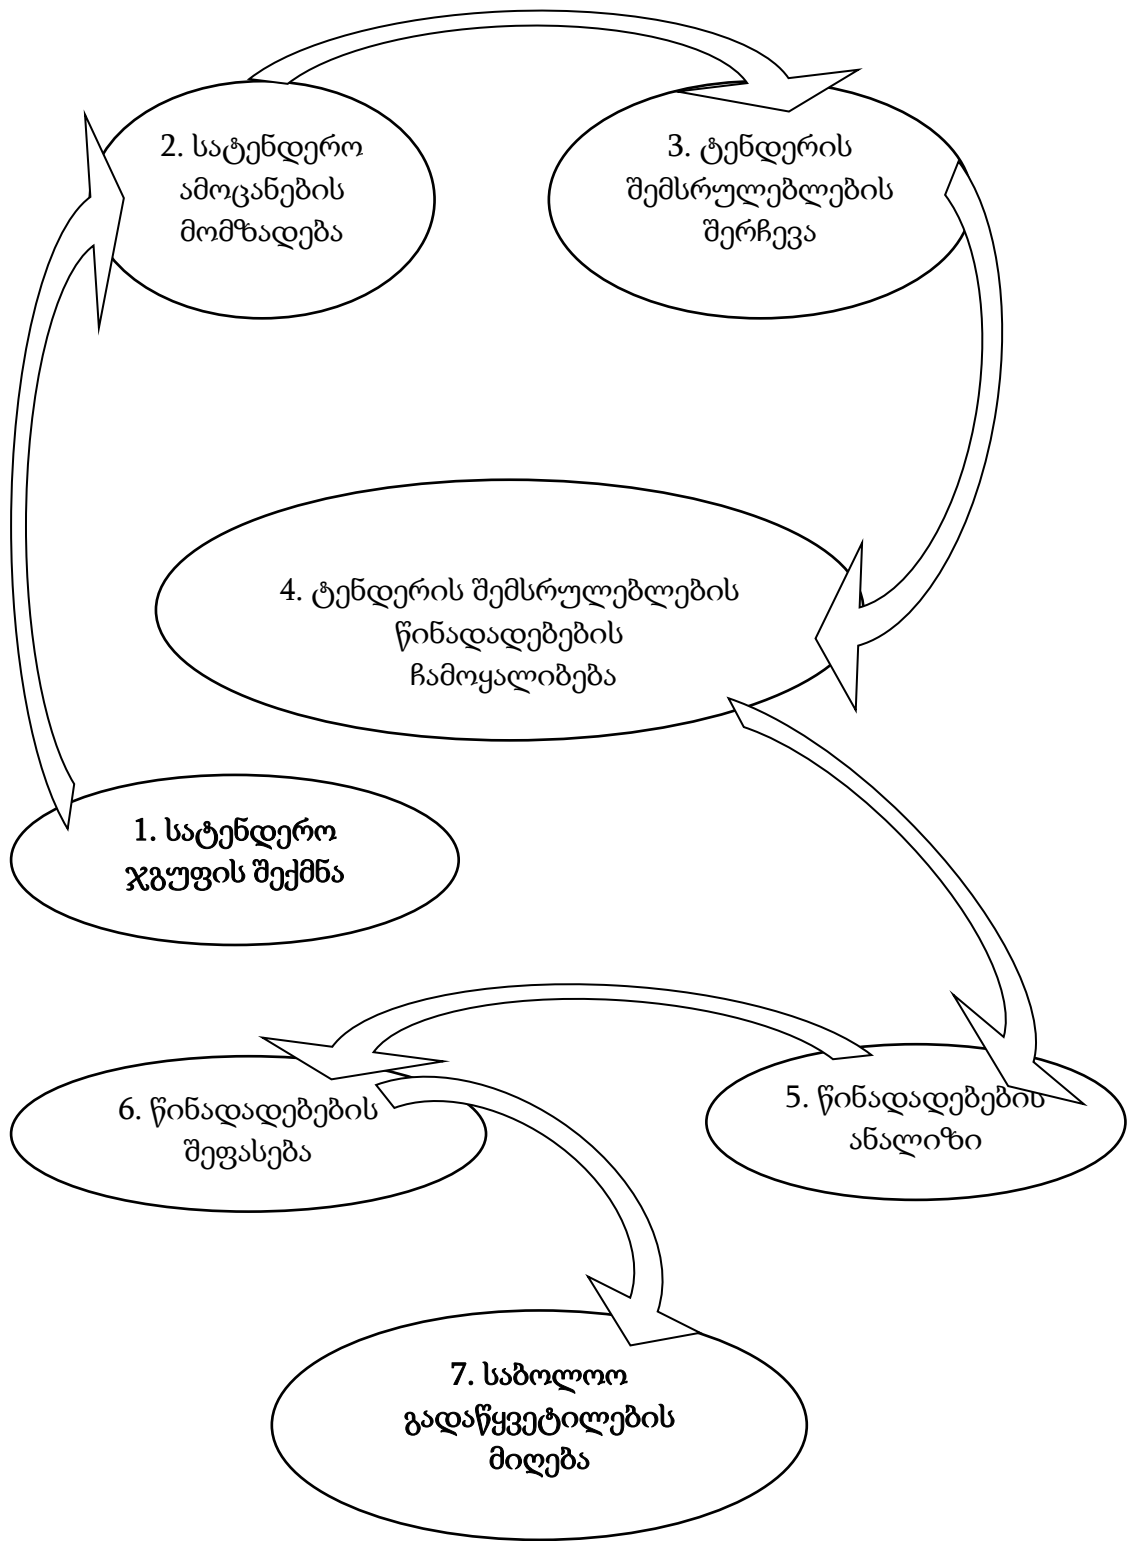 2. სატენდერო
ამოცანების
მომზადება
3. ტენდერის
შემსრულებლების
შერჩევა
4. ტენდერის შემსრულებლების
წინადადებების
ჩამოყალიბება
1. სატენდერო
ჯგუფის შექმნა
5. წინადადებების
ანალიზი
6. წინადადებების
შეფასება
7. საბოლოო
გადაწყვეტილების
მიღება